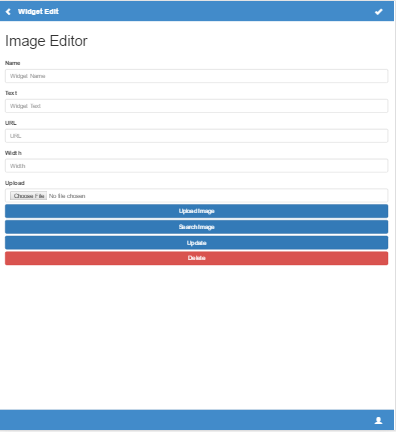 Widget Edit
Image Editor
Name
Widget Name
Text
Widget Text
URL
URL
Width
Width
Upload
Choose File No file chosen
Upload Image
Search Image
Update
Delete